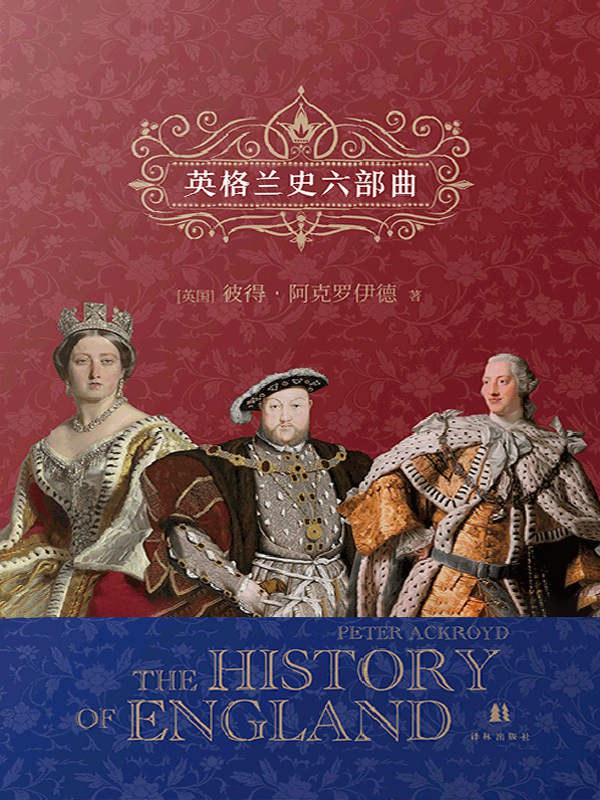 英格兰史六部曲
[英国] 彼得·阿克罗伊德 著
PETER ACKROYD
THE HISTORY
OF ENGLAND
译林出版社